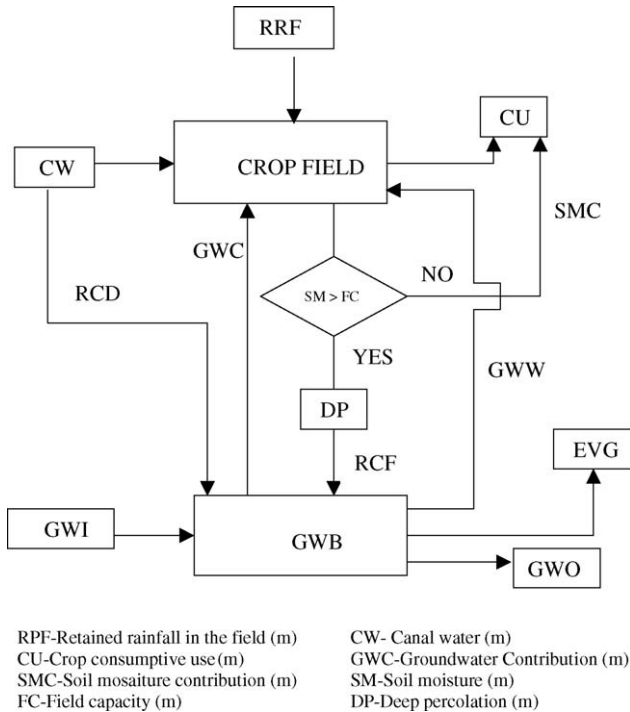 RRF
CU
CW
CROP FIELD
SMC
GWC
NO
RCD
SM > FC
YES
GWW
DP
RCF
EVG
GWI
GWB
GWO
RPF-Retained rainfall in the field (m)
CW- Canal water (m)
CU-Crop consumptive use (m)
GWC-Groundwater Contribution (m)
SMC-Soil mosaiture contribution (m)
SM-Soil moisture (m)
FC-Field capacity (m)
DP-Deep percolation (m)